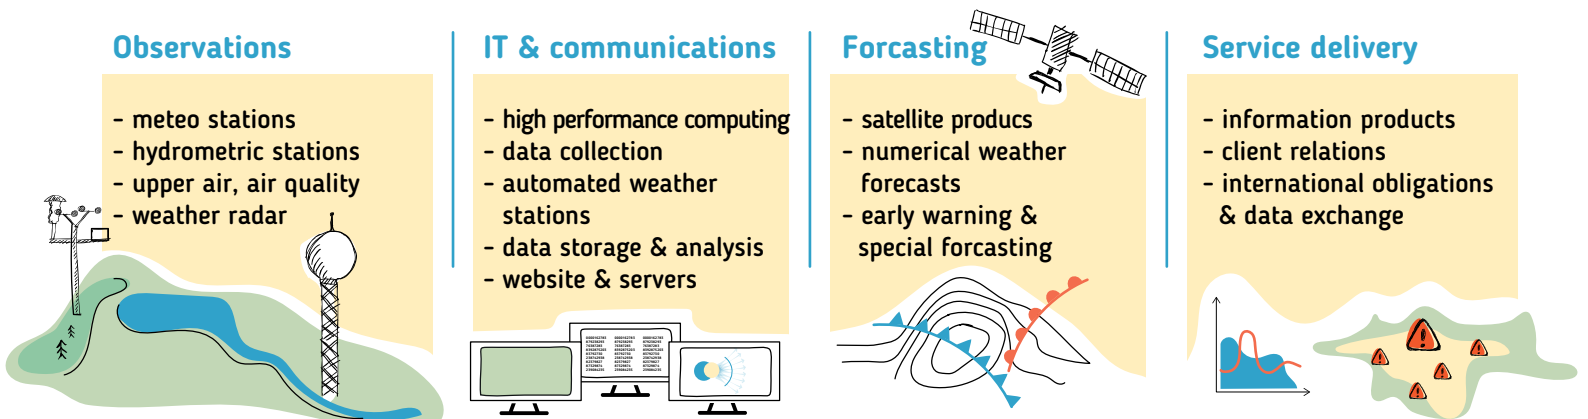 Observations
- meteo stations
- hydrometric stations
- upper air, air quality
- weather radar
IT & communications
- high performance computing
- data collection
- automated weather
stations
- data storage & analysis
- website & servers
Forcasting
- satellite producs
- numerical weather
forecasts
- early warning &
special forcasting
Service delivery
- information products
- client relations
- international obligations
& data exchange